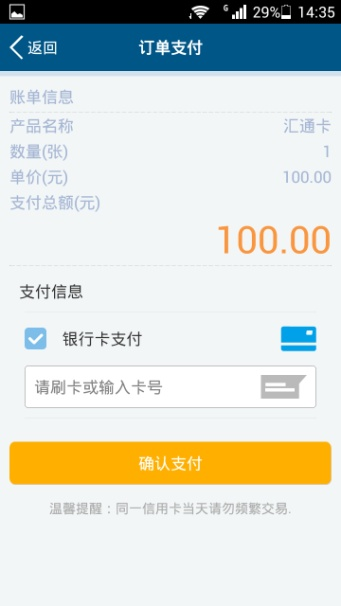 G 29% 14:35
返回 订单支付
账单信息
产品名称 汇通卡
数量(张) 1
单价(元) 100.00
支付总额(元)
100.00
支付信息
银行卡支付
请刷卡或输入卡号
确认支付
温馨提醒：同一信用卡当天请勿频繁交易.